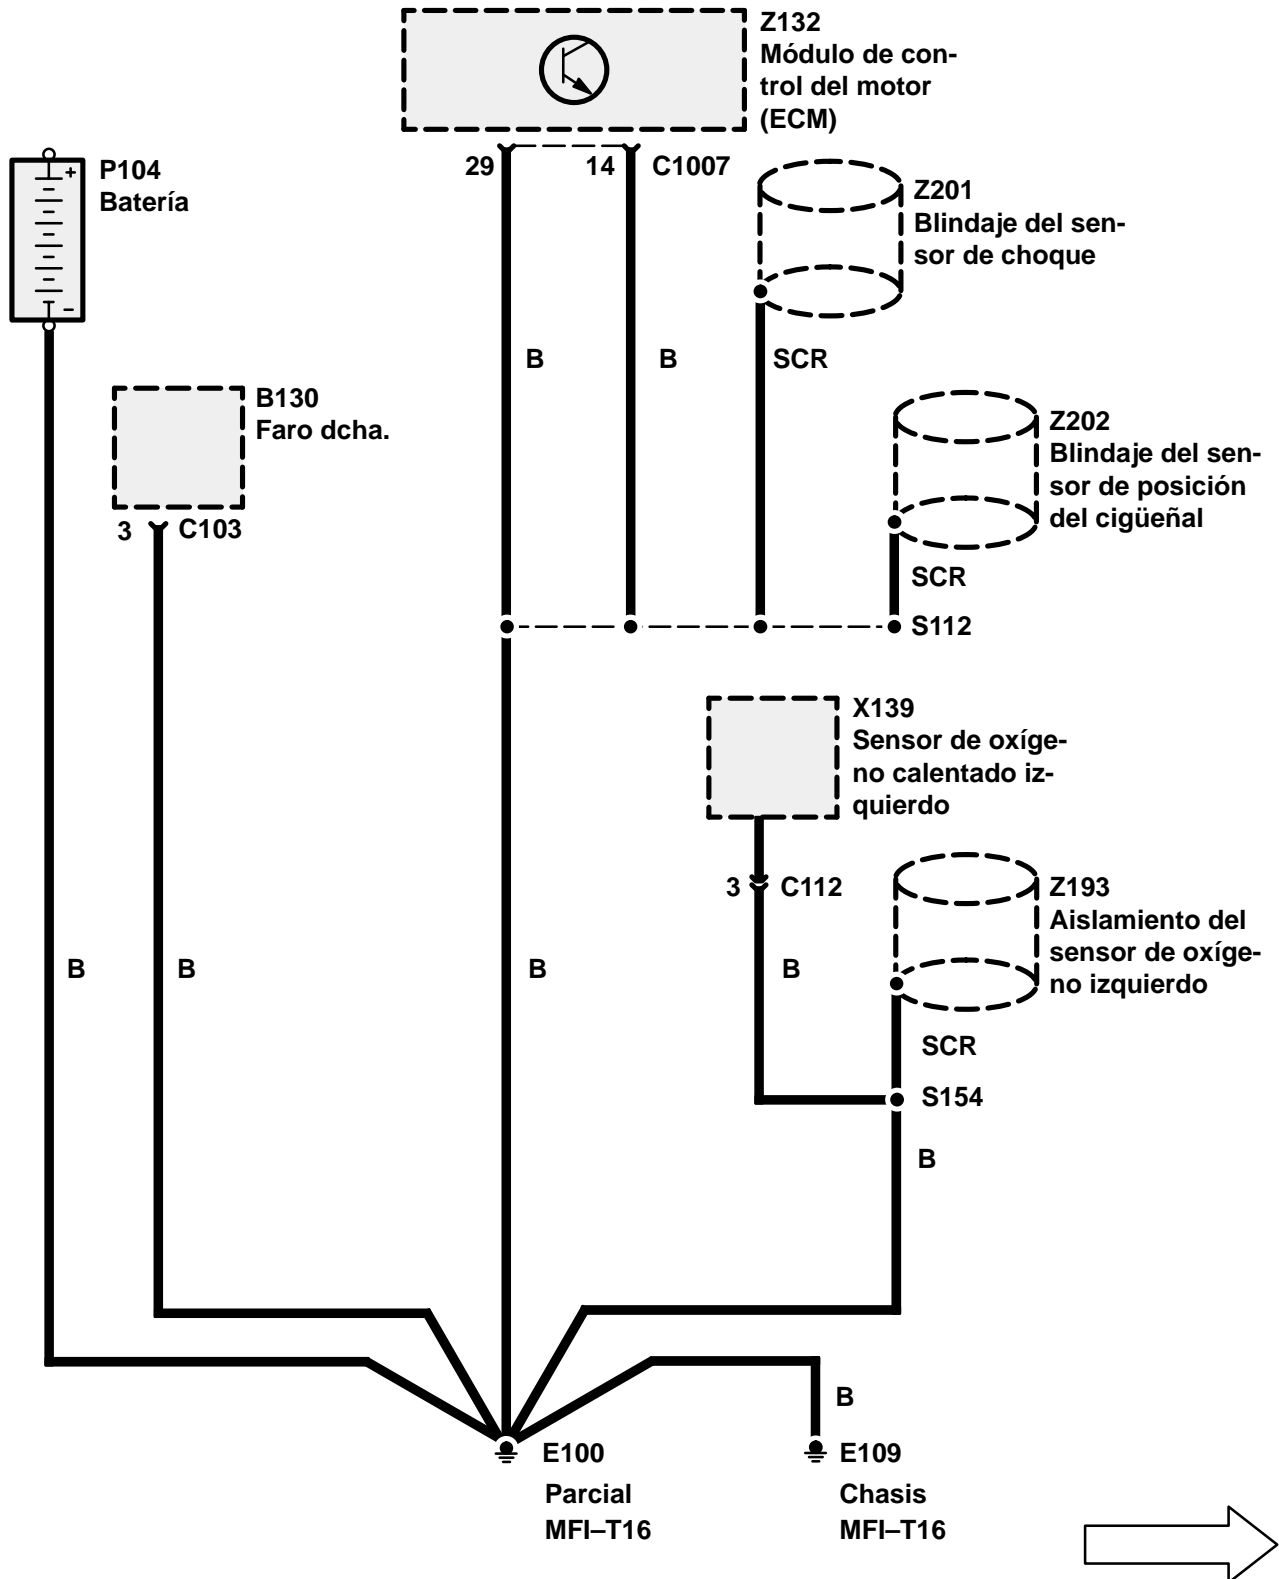 Z132
Módulo de con-
trol del motor
(ECM)
29
14
C1007
+
P104
Batería
–
Z201
Blindaje del sen-
sor de choque
B
B
SCR
B130
Faro dcha.
3
C103
Z202
Blindaje del sen-
sor de posición
del cigüeñal
SCR
S112
X139
Sensor de oxíge-
no calentado iz-
quierdo
3
C112
Z193
Aislamiento del
sensor de oxíge-
no izquierdo
B
B
B
B
SCR
S154
B
B
E100
Parcial
MFI–T16
E109
Chasis
MFI–T16